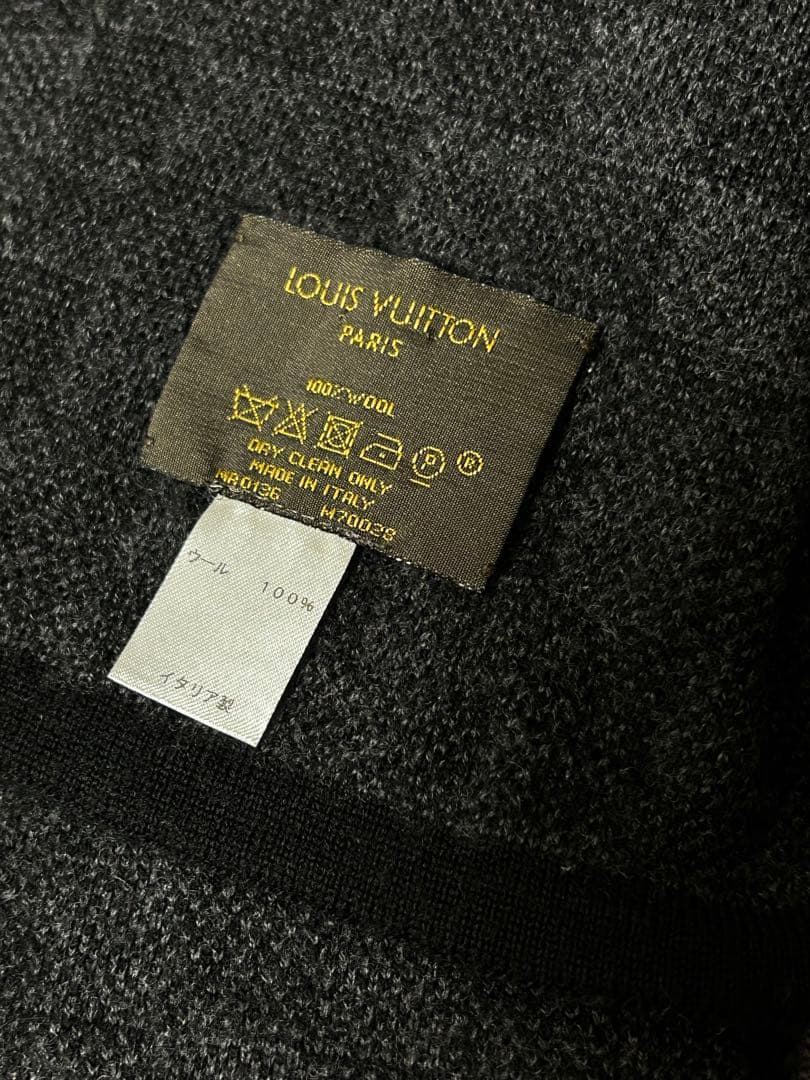 LOUIS VUITTON
PARIS
100% WOOL
P ®
DRY CLEAN ONLY
MADE IN ITALY
M70028
ウール 100%
イタリア製